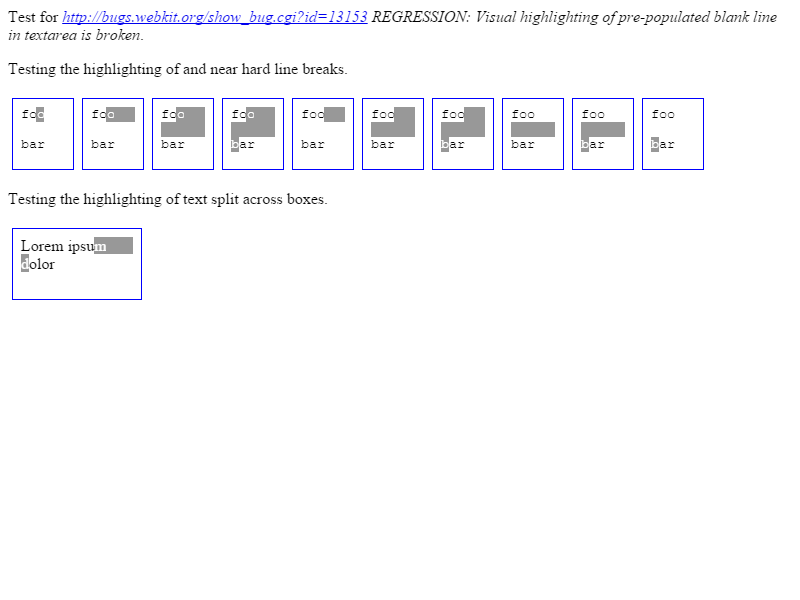 Test for http://bugs.webkit.org/show_bug.cgi?id=13153 REGRESSION: Visual highlighting of pre-populated blank line
in textarea is broken.
Testing the highlighting of and near hard line breaks.
foo foo foo foo foo foo foo foo foo foo
bar bar bar bar bar bar bar bar bar bar
Testing the highlighting of text split across boxes.
Lorem ipsum
dolor